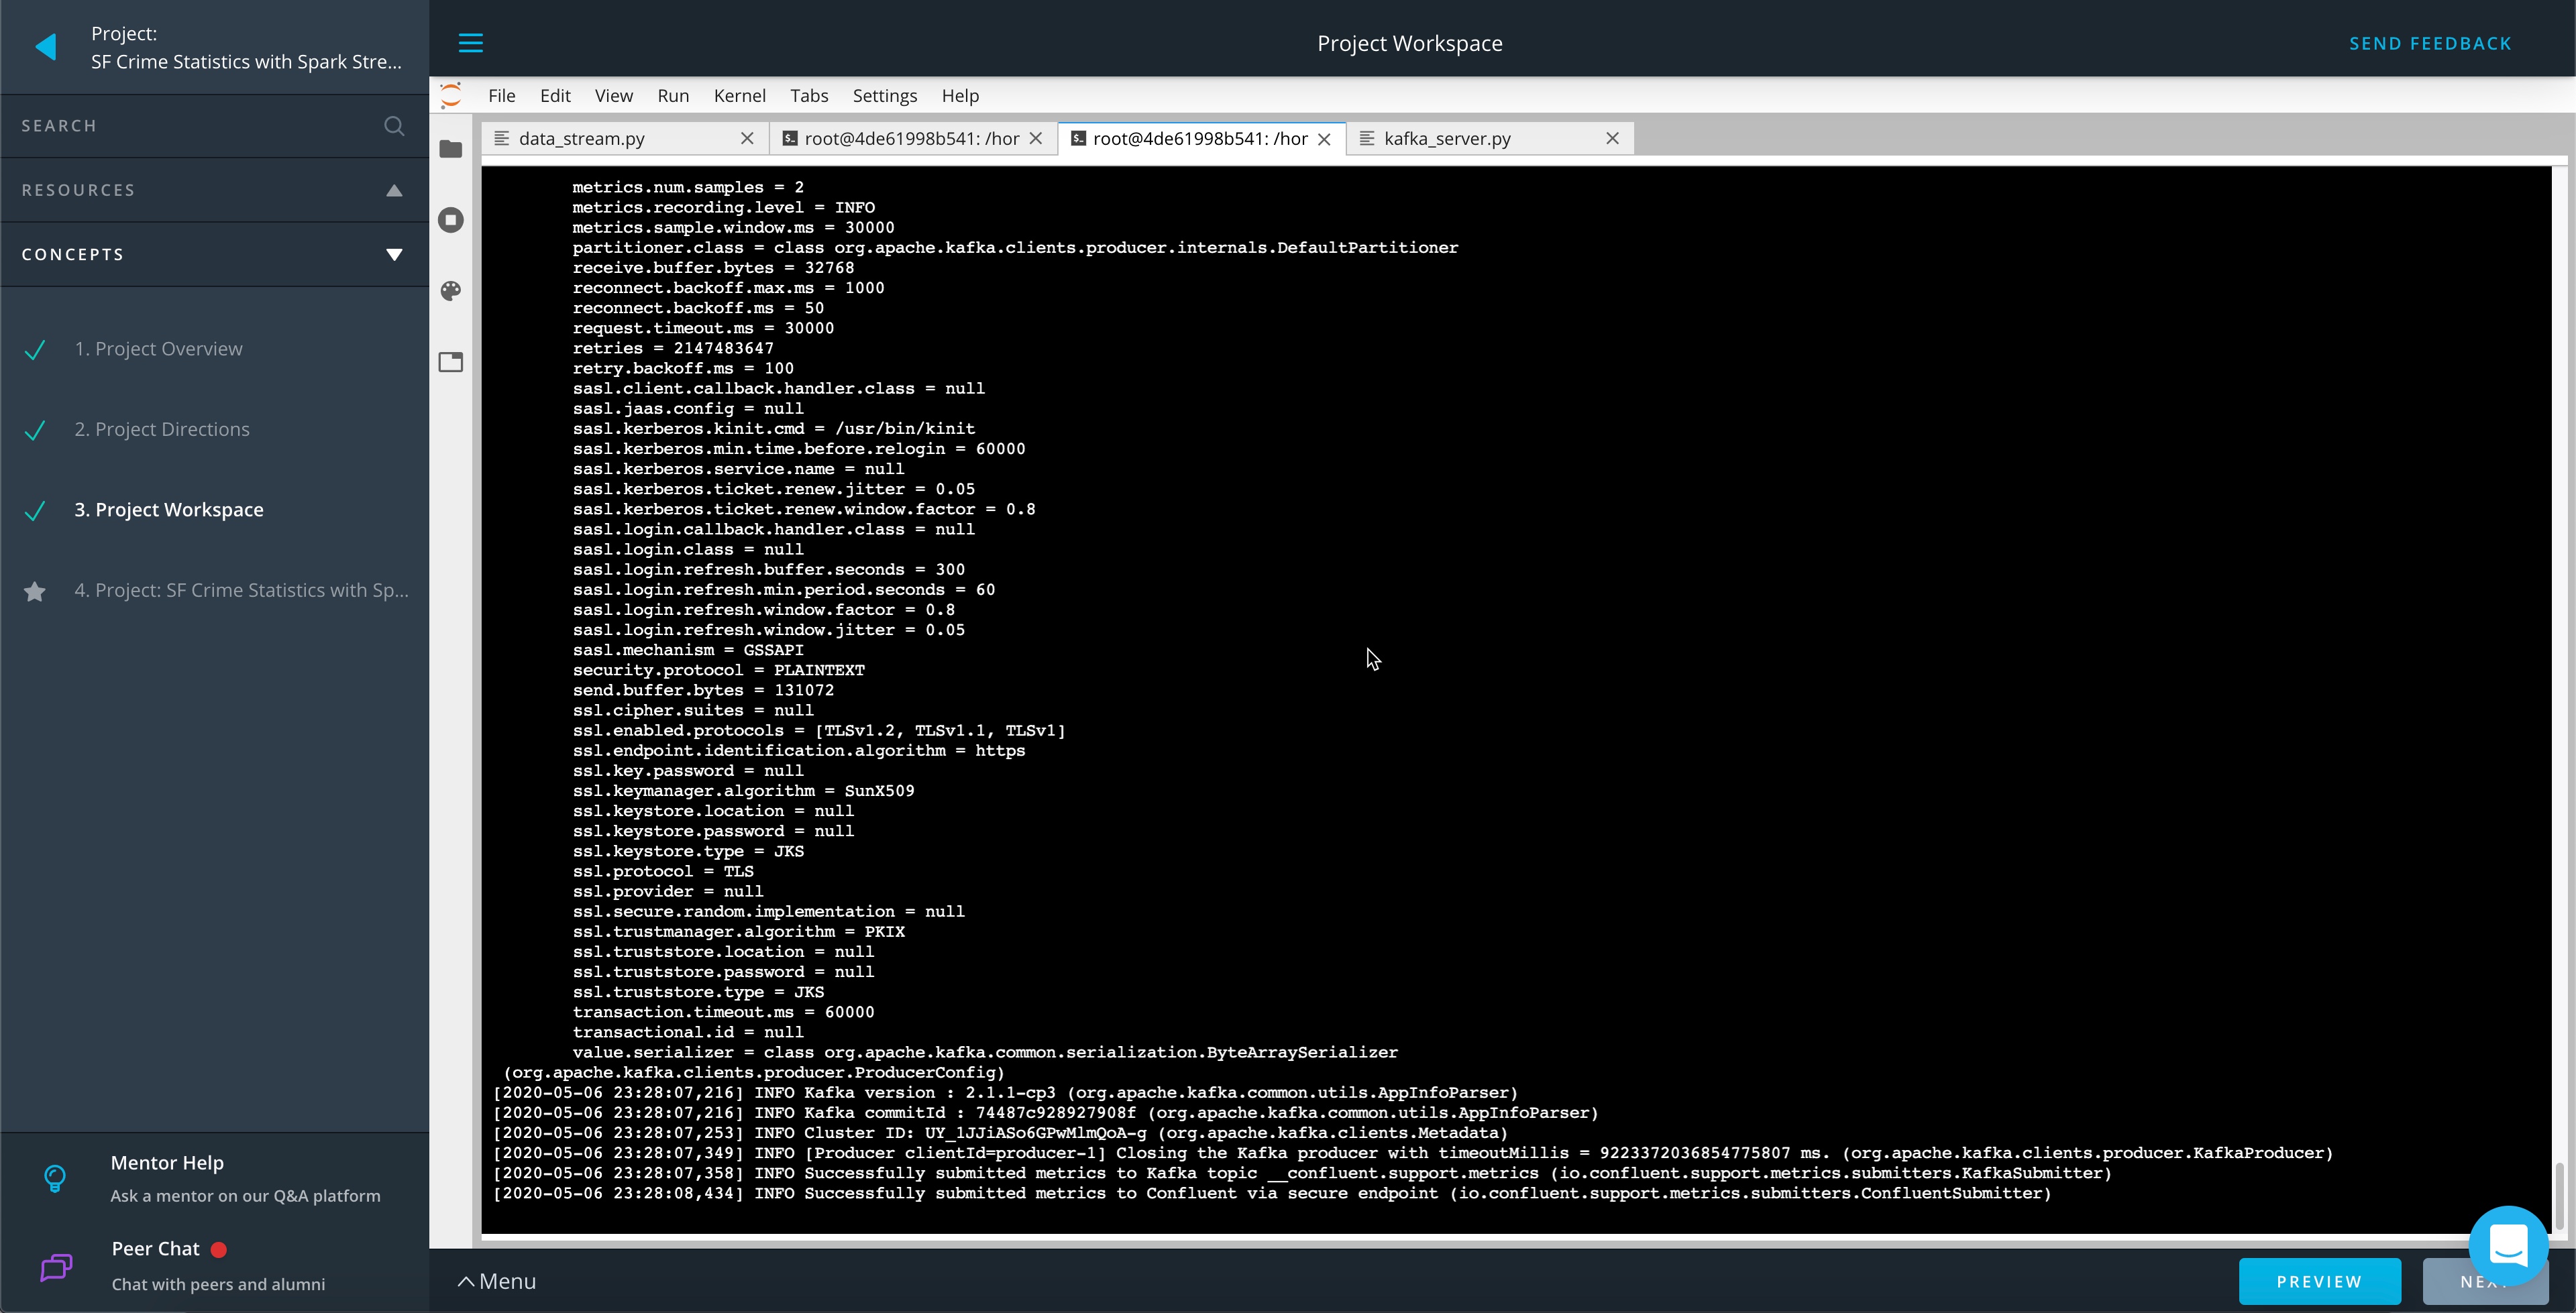 Project:
SF Crime Statistics with Spark Stre...
SEARCH
RESOURCES
CONCEPTS
1. Project Overview
2. Project Directions
3. Project Workspace
4. Project: SF Crime Statistics with Sp...
Mentor Help
Ask a mentor on our Q&A platform
Peer Chat
Chat with peers and alumni
Project Workspace
SEND FEEDBACK
File Edit View Run Kernel Tabs Settings Help
data_stream.py root@4de61998b541: /hor root@4de61998b541: /hor kafka_server.py
metrics.num.samples = 2
metrics.recording.level = INFO
metrics.sample.window.ms = 30000
partitioner.class = class org.apache.kafka.clients.producer.internals.DefaultPartitioner
receive.buffer.bytes = 32768
reconnect.backoff.max.ms = 1000
reconnect.backoff.ms = 50
request.timeout.ms = 30000
retries = 2147483647
retry.backoff.ms = 100
sasl.client.callback.handler.class = null
sasl.jaas.config = null
sasl.kerberos.kinit.cmd = /usr/bin/kinit
sasl.kerberos.min.time.before.relogin = 60000
sasl.kerberos.service.name = null
sasl.kerberos.ticket.renew.jitter = 0.05
sasl.kerberos.ticket.renew.window.factor = 0.8
sasl.login.callback.handler.class = null
sasl.login.class = null
sasl.login.refresh.buffer.seconds = 300
sasl.login.refresh.min.period.seconds = 60
sasl.login.refresh.window.factor = 0.8
sasl.login.refresh.window.jitter = 0.05
sasl.mechanism = GSSAPI
security.protocol = PLAINTEXT
send.buffer.bytes = 131072
ssl.cipher.suites = null
ssl.enabled.protocols = [TLSv1.2, TLSv1.1, TLSv1]
ssl.endpoint.identification.algorithm = https
ssl.key.password = null
ssl.keymanager.algorithm = SunX509
ssl.keystore.location = null
ssl.keystore.password = null
ssl.keystore.type = JKS
ssl.protocol = TLS
ssl.provider = null
ssl.secure.random.implementation = null
ssl.trustmanager.algorithm = PKIX
ssl.truststore.location = null
ssl.truststore.password = null
ssl.truststore.type = JKS
transaction.timeout.ms = 60000
transactional.id = null
value.serializer = class org.apache.kafka.common.serialization.ByteArraySerializer
(org.apache.kafka.clients.producer.ProducerConfig)
[2020-05-06 23:28:07,216] INFO Kafka version : 2.1.1-cp3 (org.apache.kafka.common.utils.AppInfoParser)
[2020-05-06 23:28:07,216] INFO Kafka commitId : 74487c928927908f (org.apache.kafka.common.utils.AppInfoParser)
[2020-05-06 23:28:07,253] INFO Cluster ID: UY_1JJiASo6GPwMlmQoA-g (org.apache.kafka.clients.Metadata)
[2020-05-06 23:28:07,349] INFO [Producer clientId=producer-1] Closing the Kafka producer with timeoutMillis = 9223372036854775807 ms. (org.apache.kafka.clients.producer.KafkaProducer)
[2020-05-06 23:28:07,358] INFO Successfully submitted metrics to Kafka topic __confluent.support.metrics (io.confluent.support.metrics.submitters.KafkaSubmitter)
[2020-05-06 23:28:08,434] INFO Successfully submitted metrics to Confluent via secure endpoint (io.confluent.support.metrics.submitters.ConfluentSubmitter)
Menu
PREVIEW